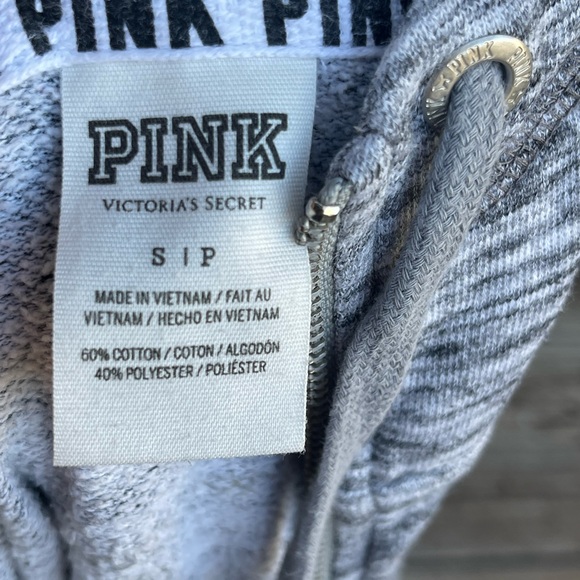 PINK PINK
PINK
VICTORIA'S SECRET
S | P
MADE IN VIETNAM / FAIT AU
VIETNAM / HECHO EN VIETNAM
60% COTTON / COTON / ALGODÓN
40% POLYESTER / POLIÉSTER
PINK